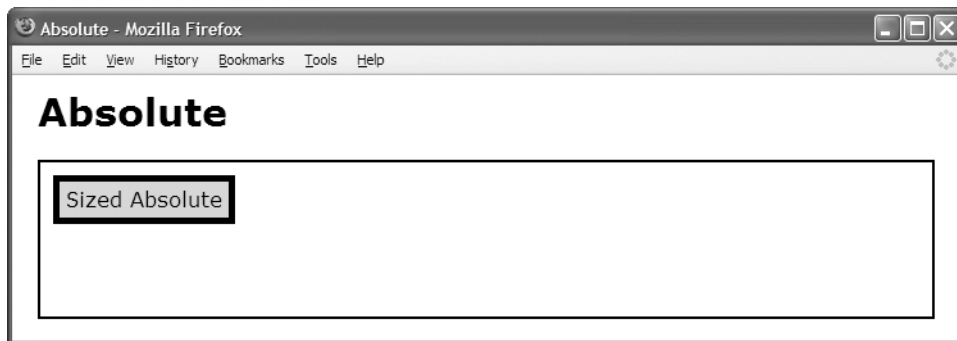 Absolute - Mozilla Firefox
File Edit View History Bookmarks Tools Help
Absolute
Sized Absolute